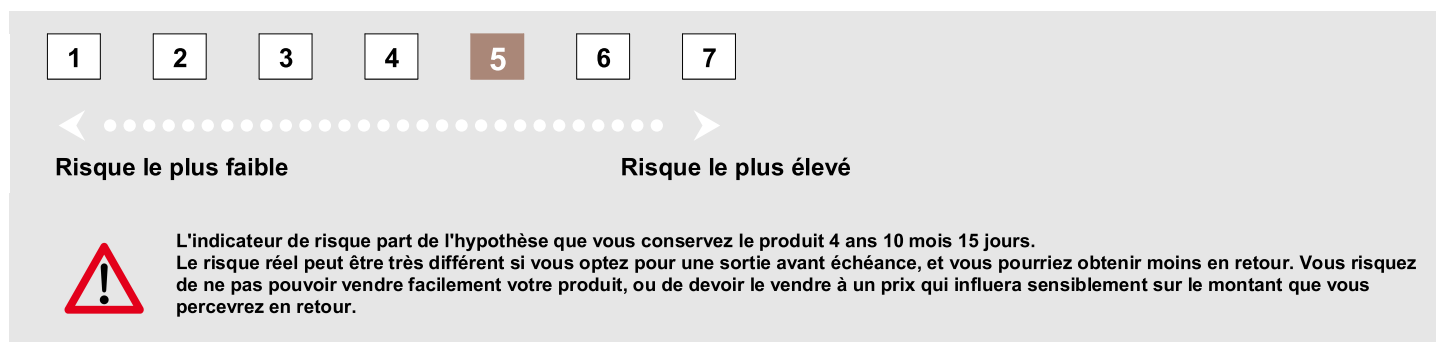 1 2 3 4 5 6 7
Risque le plus faible Risque le plus élevé
L'indicateur de risque part de l'hypothèse que vous conservez le produit 4 ans 10 mois 15 jours.
Le risque réel peut être très différent si vous optez pour une sortie avant échéance, et vous pourriez obtenir moins en retour. Vous risquez
de ne pas pouvoir vendre facilement votre produit, ou de devoir le vendre à un prix qui influera sensiblement sur le montant que vous
percevrez en retour.